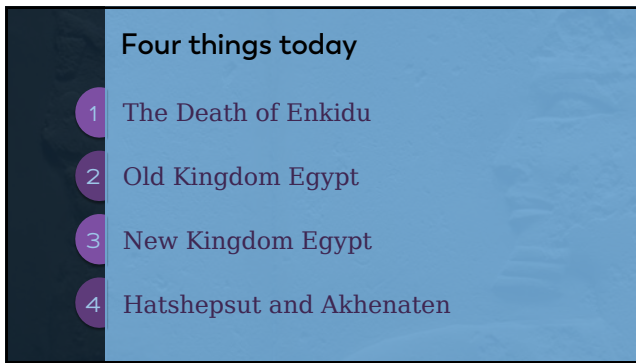 Four things today
1 The Death of Enkidu
2 Old Kingdom Egypt
3 New Kingdom Egypt
4 Hatshepsut and Akhenaten